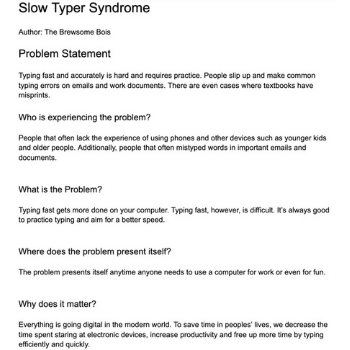 Slow Typer Syndrome
Author: The Brewsome Bois
Problem Statement
Typing fast and accurately is hard and requires practice. People slip up and make common
typing errors on emails and work documents. There are even cases where textbooks have
misprints.
Who is experiencing the problem?
People that often lack the experience of using phones and other devices such as younger kids
and older people. Additionally, people that often mistyped words in important emails and
documents.
What is the Problem?
Typing fast gets more done on your computer. Typing fast, however, is difficult. It's always good
to practice typing and aim for a better speed.
Where does the problem present itself?
The problem presents itself anytime anyone needs to use a computer for work or even for fun.
Why does it matter?
Everything is going digital in the modern world. To save time in peoples' lives, we decrease the
time spent staring at electronic devices, increase productivity and free up more time by typing
efficiently and quickly.